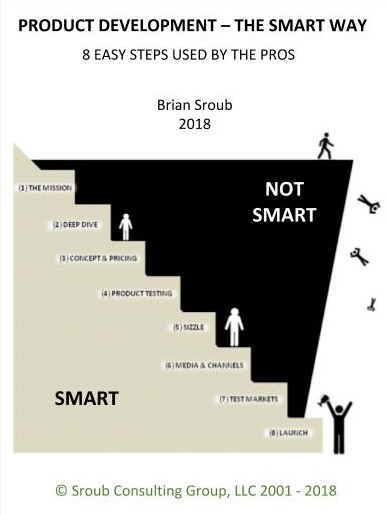 PRODUCT DEVELOPMENT – THE SMART WAY
8 EASY STEPS USED BY THE PROS
Brian Sroub
2018
NOT
SMART
(1) THE MISSION
(2) DEEP DIVE
(3) CONCEPT & PRICING
(4) PRODUCT TESTING
(5) SIZZLE
(6) MEDIA & CHANNELS
(7) TEST MARKETS
(8) LAUNCH
SMART
© Sroub Consulting Group, LLC 2001 - 2018